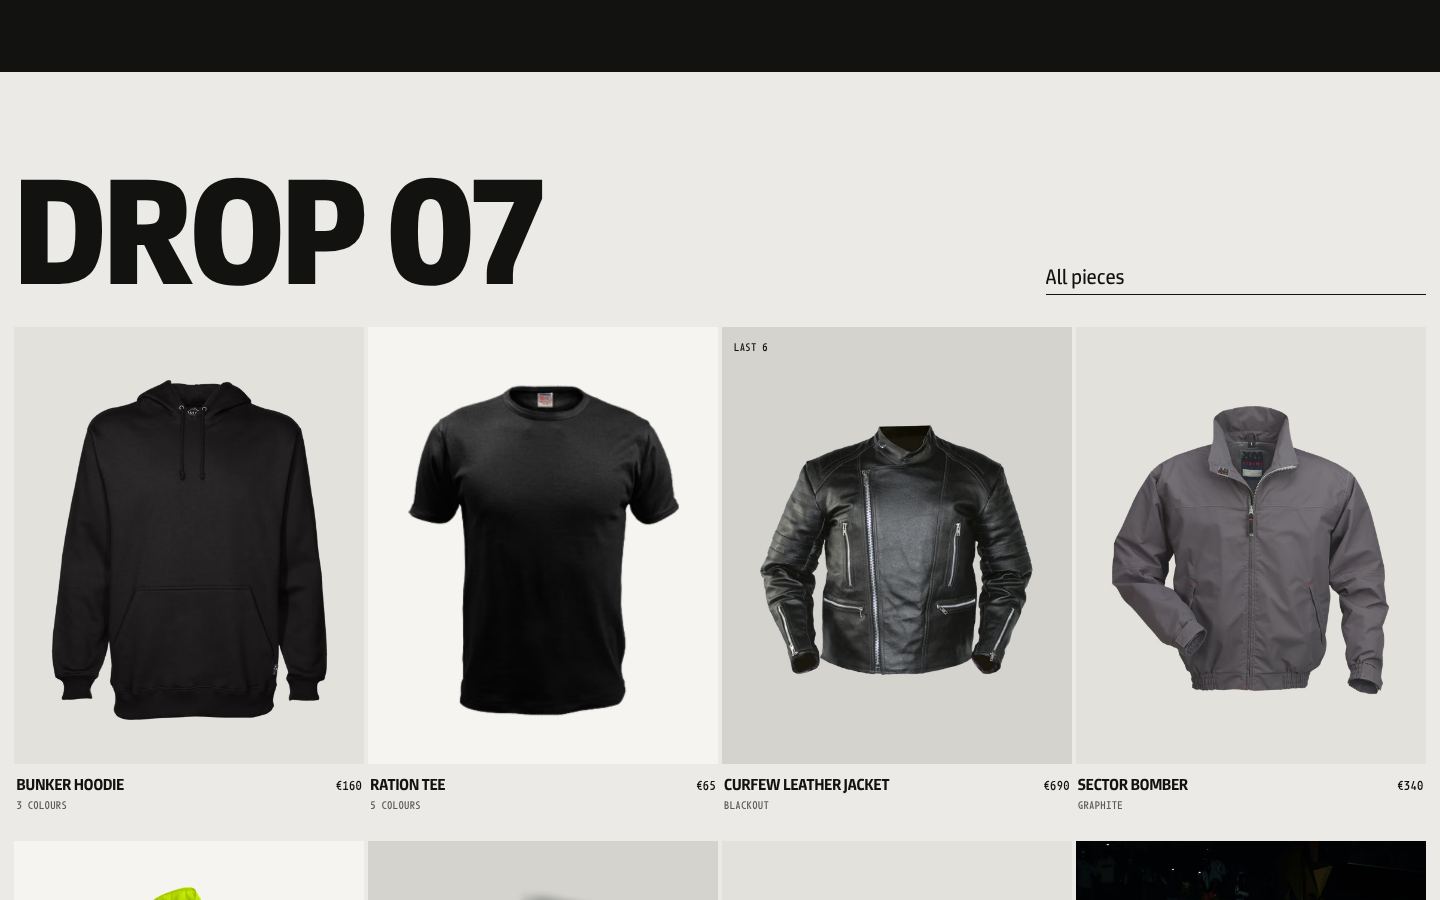 DROP 07
All pieces
LAST 6
BUNKER HOODIE €160
3 COLOURS
RATION TEE €65
5 COLOURS
CURFEW LEATHER JACKET €690
BLACKOUT
SECTOR BOMBER €340
GRAPHITE